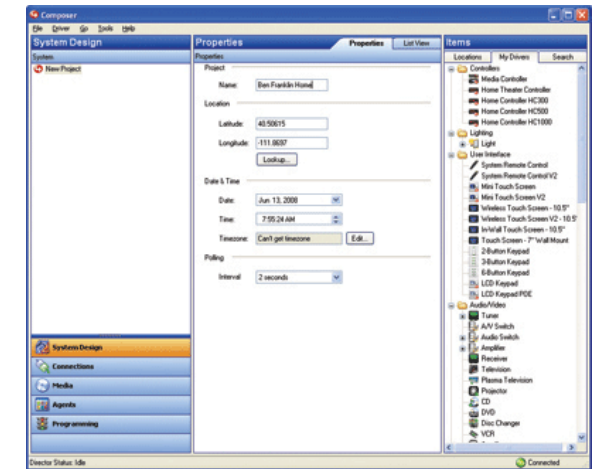 Composer
File Driver Go Tools Help
System Design
System
New Project
System Design
Connections
Media
Agents
Programming
Properties
Properties List View
Properties
Project
Name: Ben Franklin Home
Location
Latitude: 40.50615
Longitude: -111.8697
Lookup...
Date & Time
Date: Jun 13, 2008
Time: 7:55:24 AM
Timezone: Can't get timezone Edit...
Polling
Interval 2 seconds
Items
Locations My Drivers Search
Controllers
Media Controller
Home Theater Controller
Home Controller HC300
Home Controller HC500
Home Controller HC1000
Lighting
Light
User Interface
System Remote Control
System Remote Control V2
Mini Touch Screen
Mini Touch Screen V2
Wireless Touch Screen - 10.5"
Wireless Touch Screen V2 - 10.5"
In-Wall Touch Screen - 10.5"
Touch Screen - 7" Wall Mount
2-Button Keypad
3-Button Keypad
6-Button Keypad
LCD Keypad
LCD Keypad POE
Audio/Video
Tuner
A/V Switch
Audio Switch
Amplifier
Receiver
Television
Plasma Television
Projector
CD
DVD
Disc Changer
VCR
Director Status: Idle
Connected